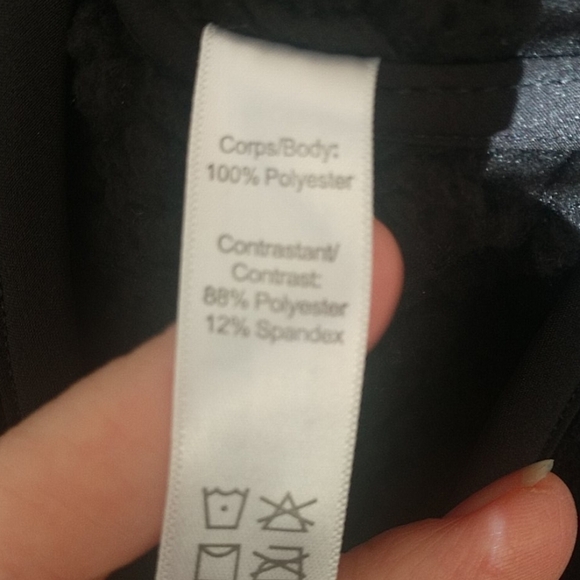 Corps/Body:
100% Polyester
Contrastant/
Contrast:
88% Polyester
12% Spandex